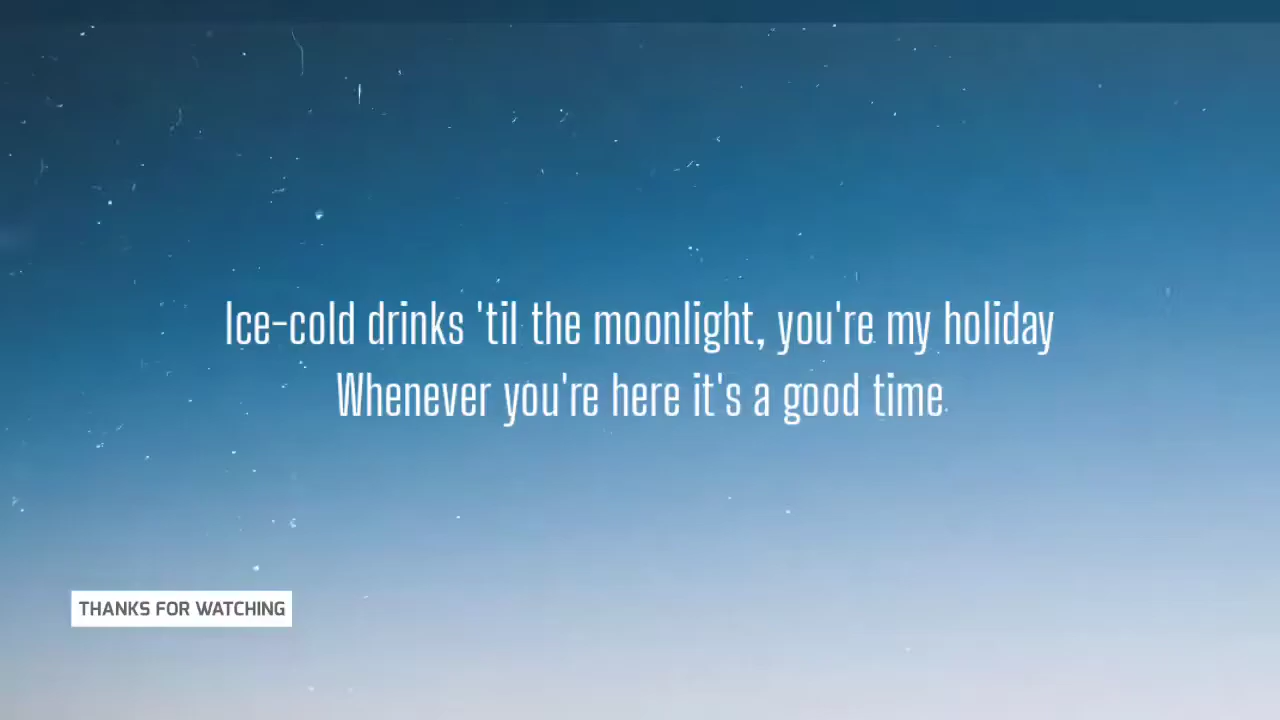 Ice-cold drinks 'til the moonlight, you're my holiday
Whenever you're here it's a good time
THANKS FOR WATCHING